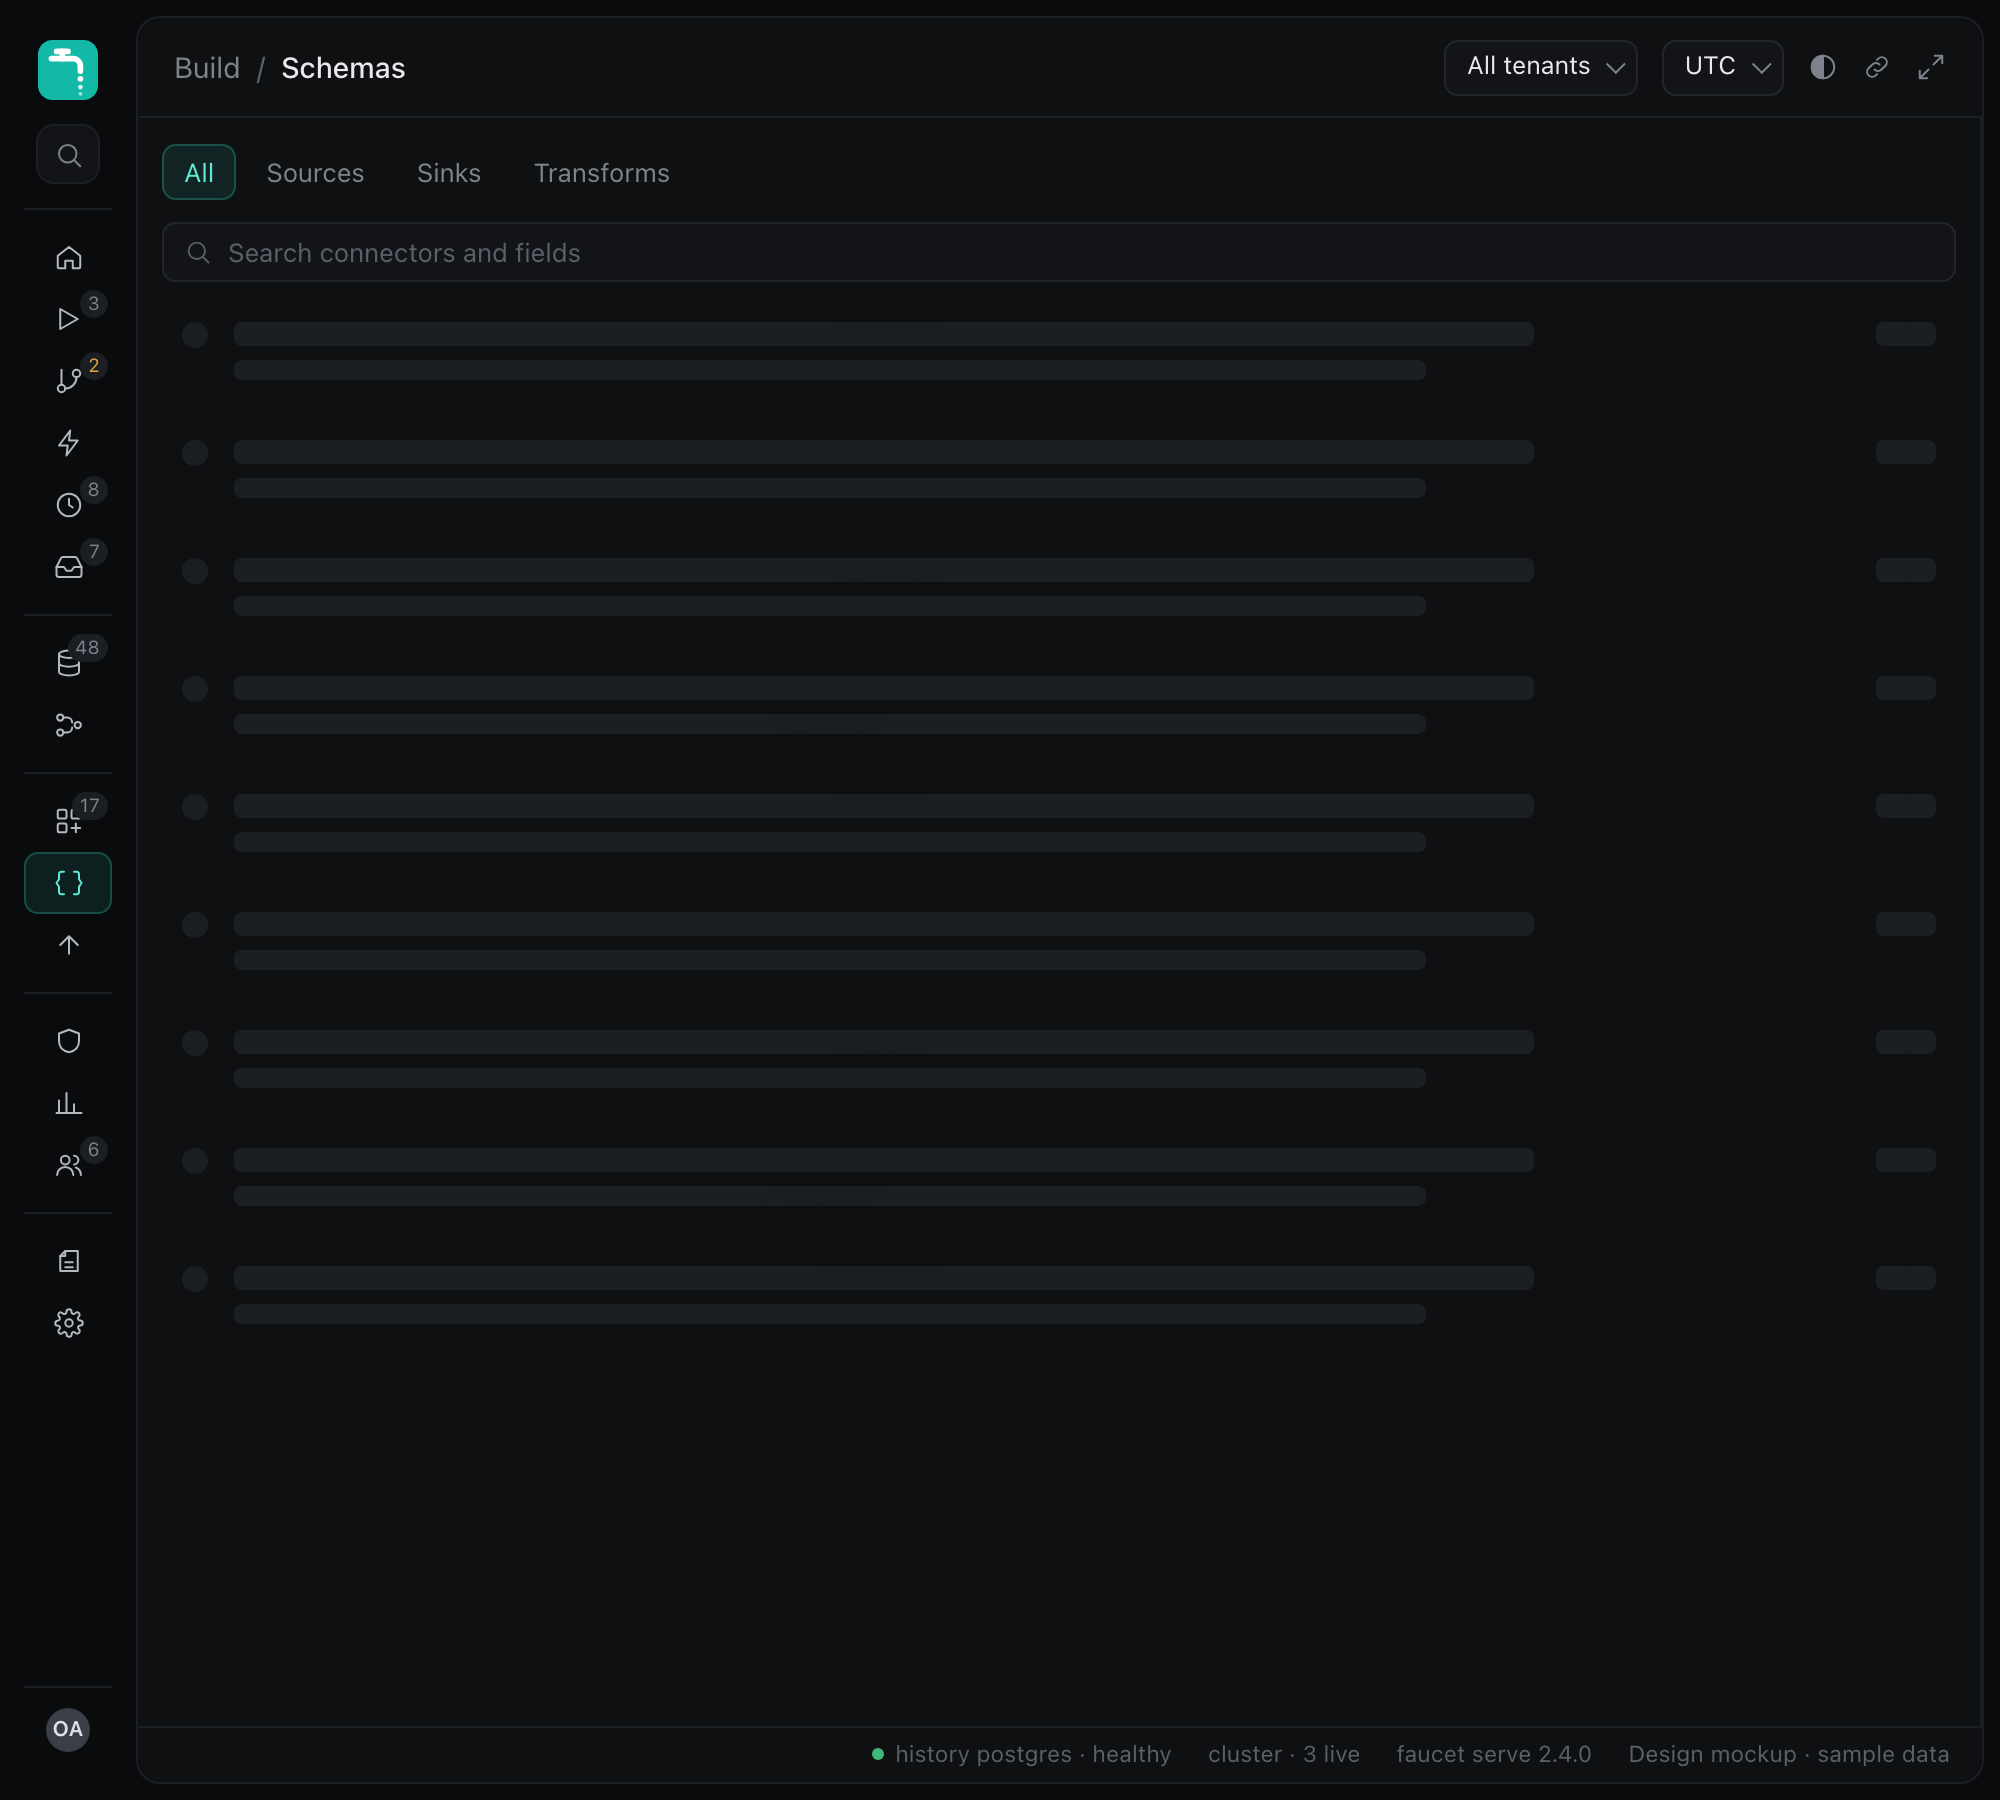 Build / Schemas
All tenants
UTC
All
Sources
Sinks
Transforms
Search connectors and fields
3
2
8
7
48
17
6
OA
history postgres · healthy
cluster · 3 live
faucet serve 2.4.0
Design mockup · sample data